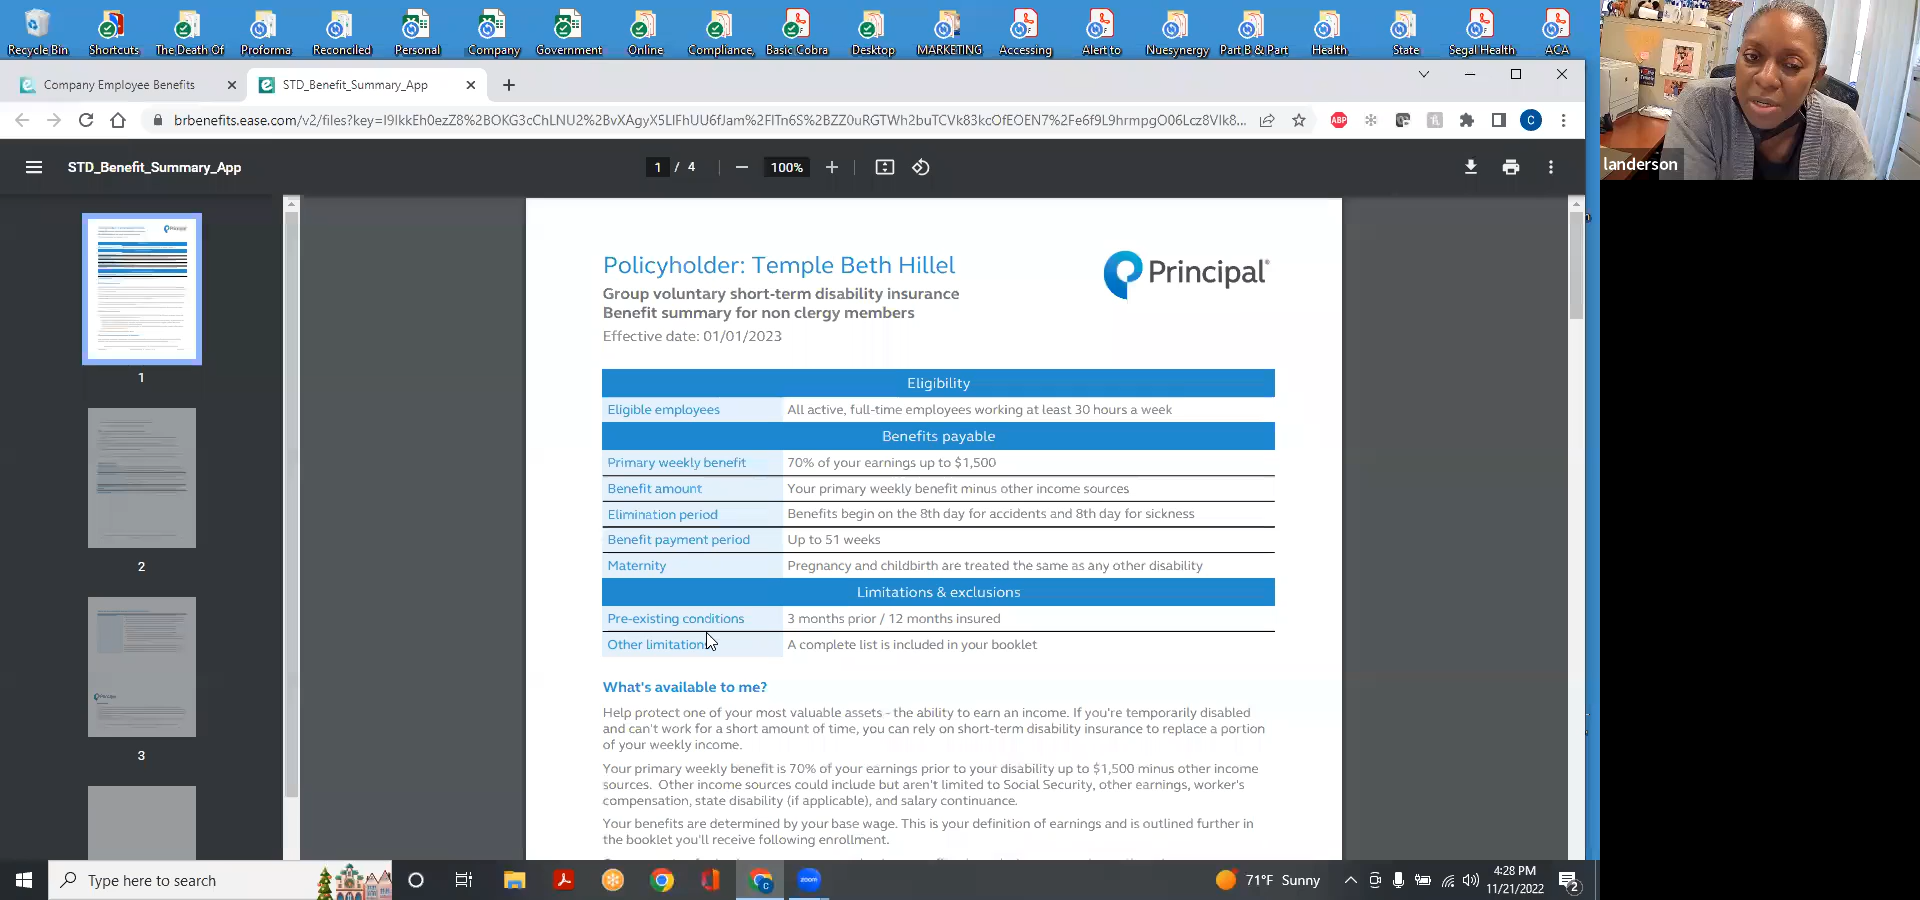 Recycle Bin
Shortcuts
The Death Of
Proforma
Reconciled
Personal
Company
Government
Online
Compliance,
Basic Cobra
Desktop
MARKETING
Accessing
Alert to
Nuesynergy
Part B & Part
Health
State
Segal Health
ACA
Company Employee Benefits
STD_Benefit_Summary_App
brbenefits.ease.com/v2/files?key=I9IkkEh0ezZ8%2BOKG3cChLNU2%2BvXAgyX5LIFhUU6fJam%2FITn6S%2BZZ0uRGTWh2buTCVk83kcOfEOEN7%2Fe6f9L9hrmpgO06Lcz8VIk8...
ABP
C
STD_Benefit_Summary_App
1 / 4
100%
landerson
1
2
3
Policyholder: Temple Beth Hillel
Principal®
Group voluntary short-term disability insurance
Benefit summary for non clergy members
Effective date: 01/01/2023
Eligibility
Eligible employees All active, full-time employees working at least 30 hours a week
Benefits payable
Primary weekly benefit 70% of your earnings up to $1,500
Benefit amount Your primary weekly benefit minus other income sources
Elimination period Benefits begin on the 8th day for accidents and 8th day for sickness
Benefit payment period Up to 51 weeks
Maternity Pregnancy and childbirth are treated the same as any other disability
Limitations & exclusions
Pre-existing conditions 3 months prior / 12 months insured
Other limitation A complete list is included in your booklet
What's available to me?
Help protect one of your most valuable assets - the ability to earn an income. If you're temporarily disabled
and can't work for a short amount of time, you can rely on short-term disability insurance to replace a portion
of your weekly income.
Your primary weekly benefit is 70% of your earnings prior to your disability up to $1,500 minus other income
sources. Other income sources could include but aren't limited to Social Security, other earnings, worker's
compensation, state disability (if applicable), and salary continuance.
Your benefits are determined by your base wage. This is your definition of earnings and is outlined further in
the booklet you'll receive following enrollment.
Type here to search
zoom
71°F Sunny
4:28 PM
11/21/2022
2